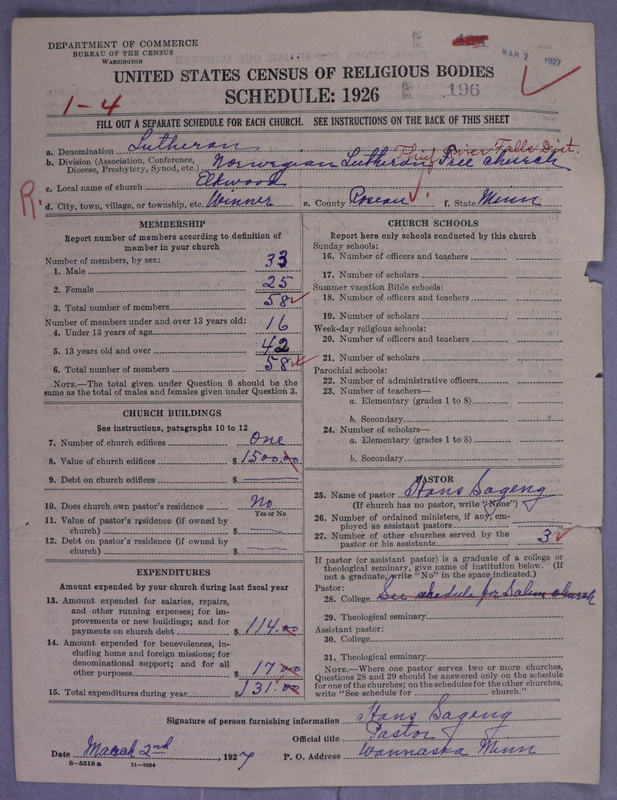 DEPARTMENT OF COMMERCE
BUREAU OF THE CENSUS
WASHINGTON
MAR 7 1927
UNITED STATES CENSUS OF RELIGIOUS BODIES
SCHEDULE: 1926
196
1-4
FILL OUT A SEPARATE SCHEDULE FOR EACH CHURCH. SEE INSTRUCTIONS ON THE BACK OF THIS SHEET
a. Denomination Lutheran
Thief River Falls Dist.
b. Division (Association, Conference, Diocese, Presbytery, Synod, etc.) Norwegian Lutheran Free church
c. Local name of church Elkwood
R.
d. City, town, village, or township, etc. Winner e. County Roseau f. State Minn
MEMBERSHIP
Report number of members according to definition of
member in your church
Number of members, by sex:
1. Male 33
2. Female 25
3. Total number of members 58
Number of members under and over 13 years old:
4. Under 13 years of age 16
5. 13 years old and over 42
6. Total number of members 58
NOTE.—The total given under Question 6 should be the
same as the total of males and females given under Question 3.
CHURCH BUILDINGS
See instructions, paragraphs 10 to 12
7. Number of church edifices One
8. Value of church edifices $1500.00
9. Debt on church edifices $
10. Does church own pastor's residence No
Yes or No
11. Value of pastor's residence (if owned by
church) $
12. Debt on pastor's residence (if owned by
church) $
EXPENDITURES
Amount expended by your church during last fiscal year
13. Amount expended for salaries, repairs,
and other running expenses; for im-
provements or new buildings; and for
payments on church debt $114.00
14. Amount expended for benevolences, in-
cluding home and foreign missions; for
denominational support; and for all
other purposes $17.00
15. Total expenditures during year $131.00
CHURCH SCHOOLS
Report here only schools conducted by this church
Sunday schools:
16. Number of officers and teachers
17. Number of scholars
Summer vacation Bible schools:
18. Number of officers and teachers
19. Number of scholars
Week-day religious schools:
20. Number of officers and teachers
21. Number of scholars
Parochial schools:
22. Number of administrative officers
23. Number of teachers—
a. Elementary (grades 1 to 8)
b. Secondary
24. Number of scholars—
a. Elementary (grades 1 to 8)
b. Secondary
PASTOR
25. Name of pastor Hans Sageng
(If church has no pastor, write "None")
26. Number of ordained ministers, if any, em-
ployed as assistant pastors
27. Number of other churches served by the
pastor or his assistants 3
If pastor (or assistant pastor) is a graduate of a college or
theological seminary, give name of institution below. (If
not a graduate, write "No" in the space indicated.)
Pastor:
28. College See schedule for Salem church
29. Theological seminary
Assistant pastor:
30. College
31. Theological seminary
NOTE.—Where one pastor serves two or more churches,
Questions 28 and 29 should be answered only on the schedule
for one of the churches; on the schedules for the other churches,
write "See schedule for church."
Signature of person furnishing information Hans Sageng
Official title Pastor
Date March 2nd, 1927 P. O. Address Wannaska Minn
8-5518 a 11-9354